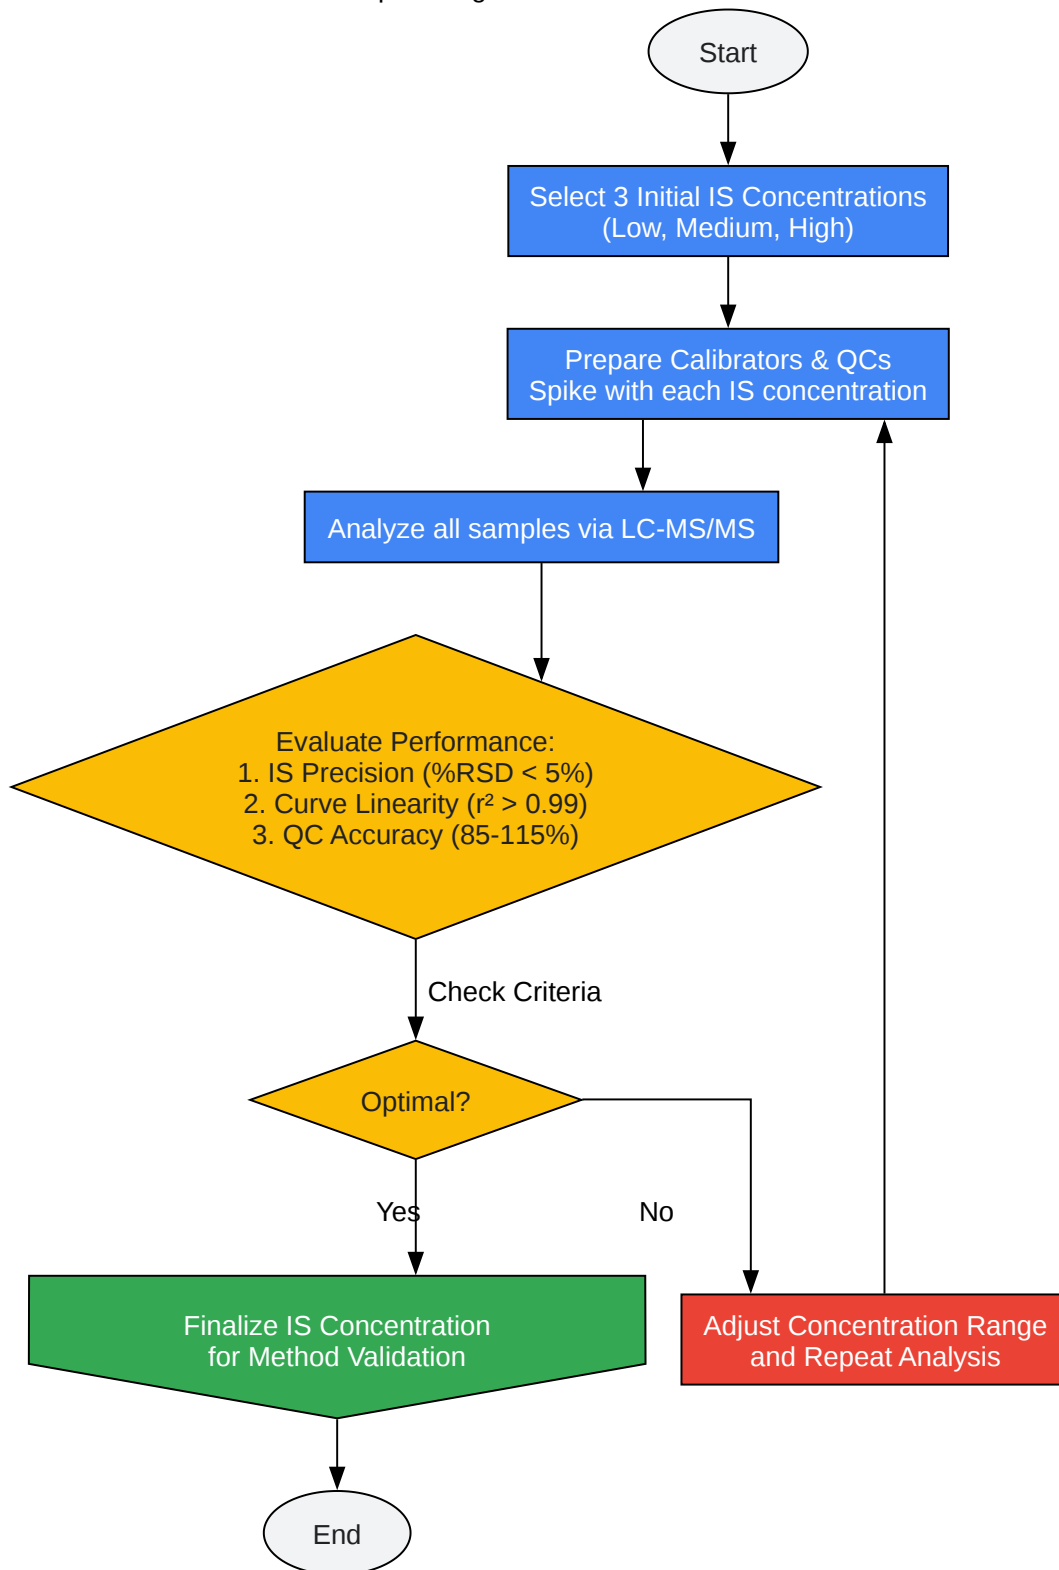 Start
Select 3 Initial IS Concentrations
(Low, Medium, High)
Prepare Calibrators & QCs
Spike with each IS concentration
Analyze all samples via LC-MS/MS
Evaluate Performance:
1. IS Precision (%RSD < 5%)
2. Curve Linearity (r² > 0.99)
3. QC Accuracy (85-115%)
Check Criteria
Optimal?
Yes
No
Finalize IS Concentration
for Method Validation
Adjust Concentration Range
and Repeat Analysis
End